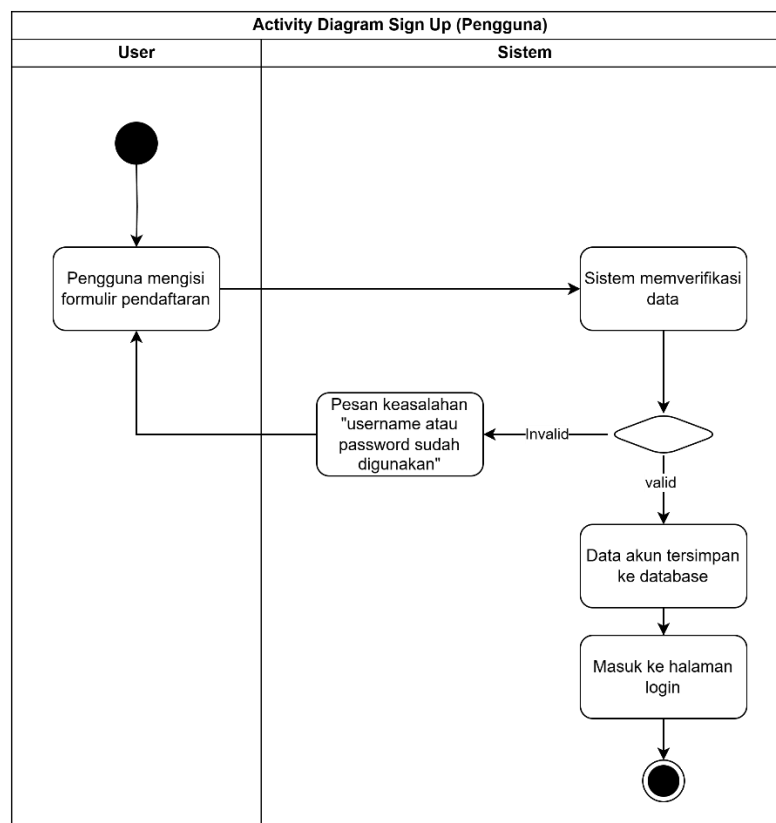 Activity Diagram Sign Up (Pengguna)
User
Sistem
Pengguna mengisi
formulir pendaftaran
Sistem memverifikasi
data
Pesan keasalahan
"username atau
password sudah
digunakan"
Invalid
valid
Data akun tersimpan
ke database
Masuk ke halaman
login